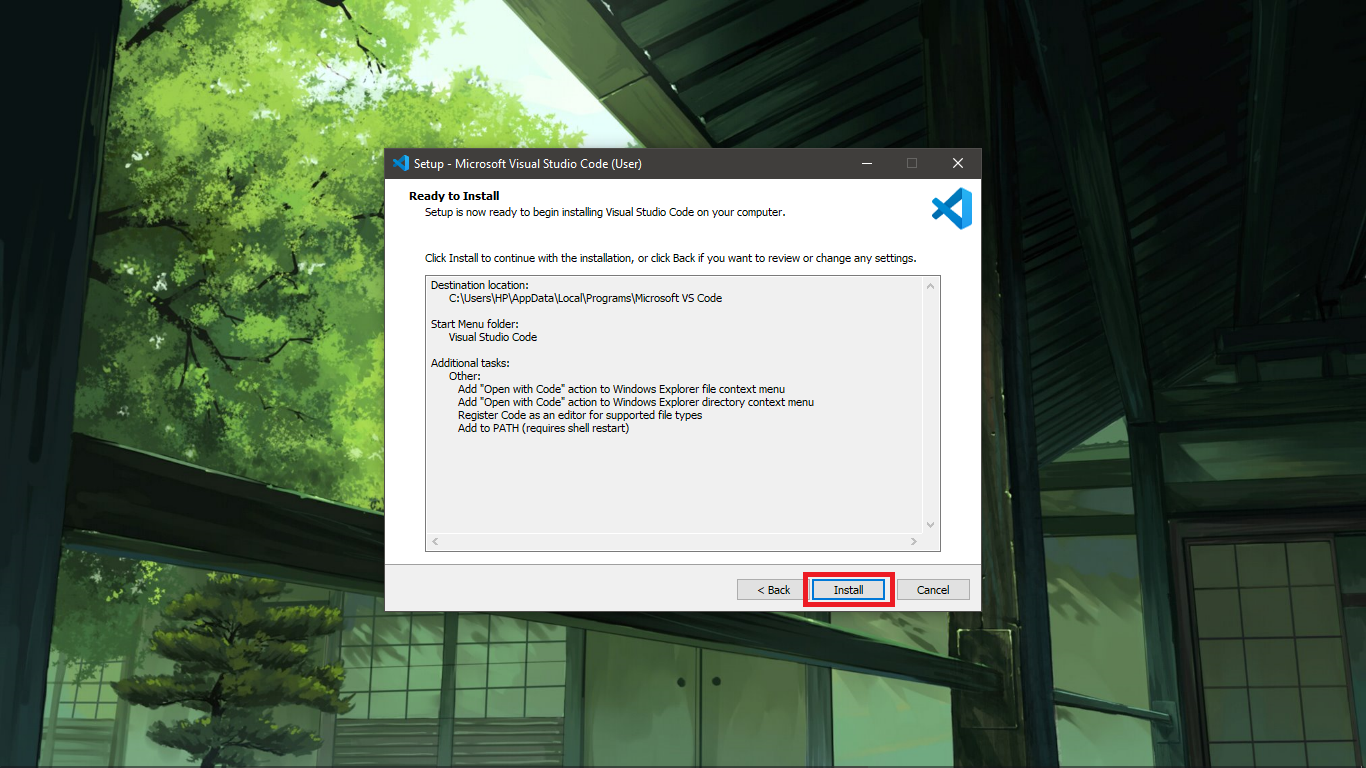 Setup - Microsoft Visual Studio Code (User)
Ready to Install
Setup is now ready to begin installing Visual Studio Code on your computer.
Click Install to continue with the installation, or click Back if you want to review or change any settings.
Destination location:
C:\Users\HP\AppData\Local\Programs\Microsoft VS Code
Start Menu folder:
Visual Studio Code
Additional tasks:
Other:
Add "Open with Code" action to Windows Explorer file context menu
Add "Open with Code" action to Windows Explorer directory context menu
Register Code as an editor for supported file types
Add to PATH (requires shell restart)
< Back Install Cancel